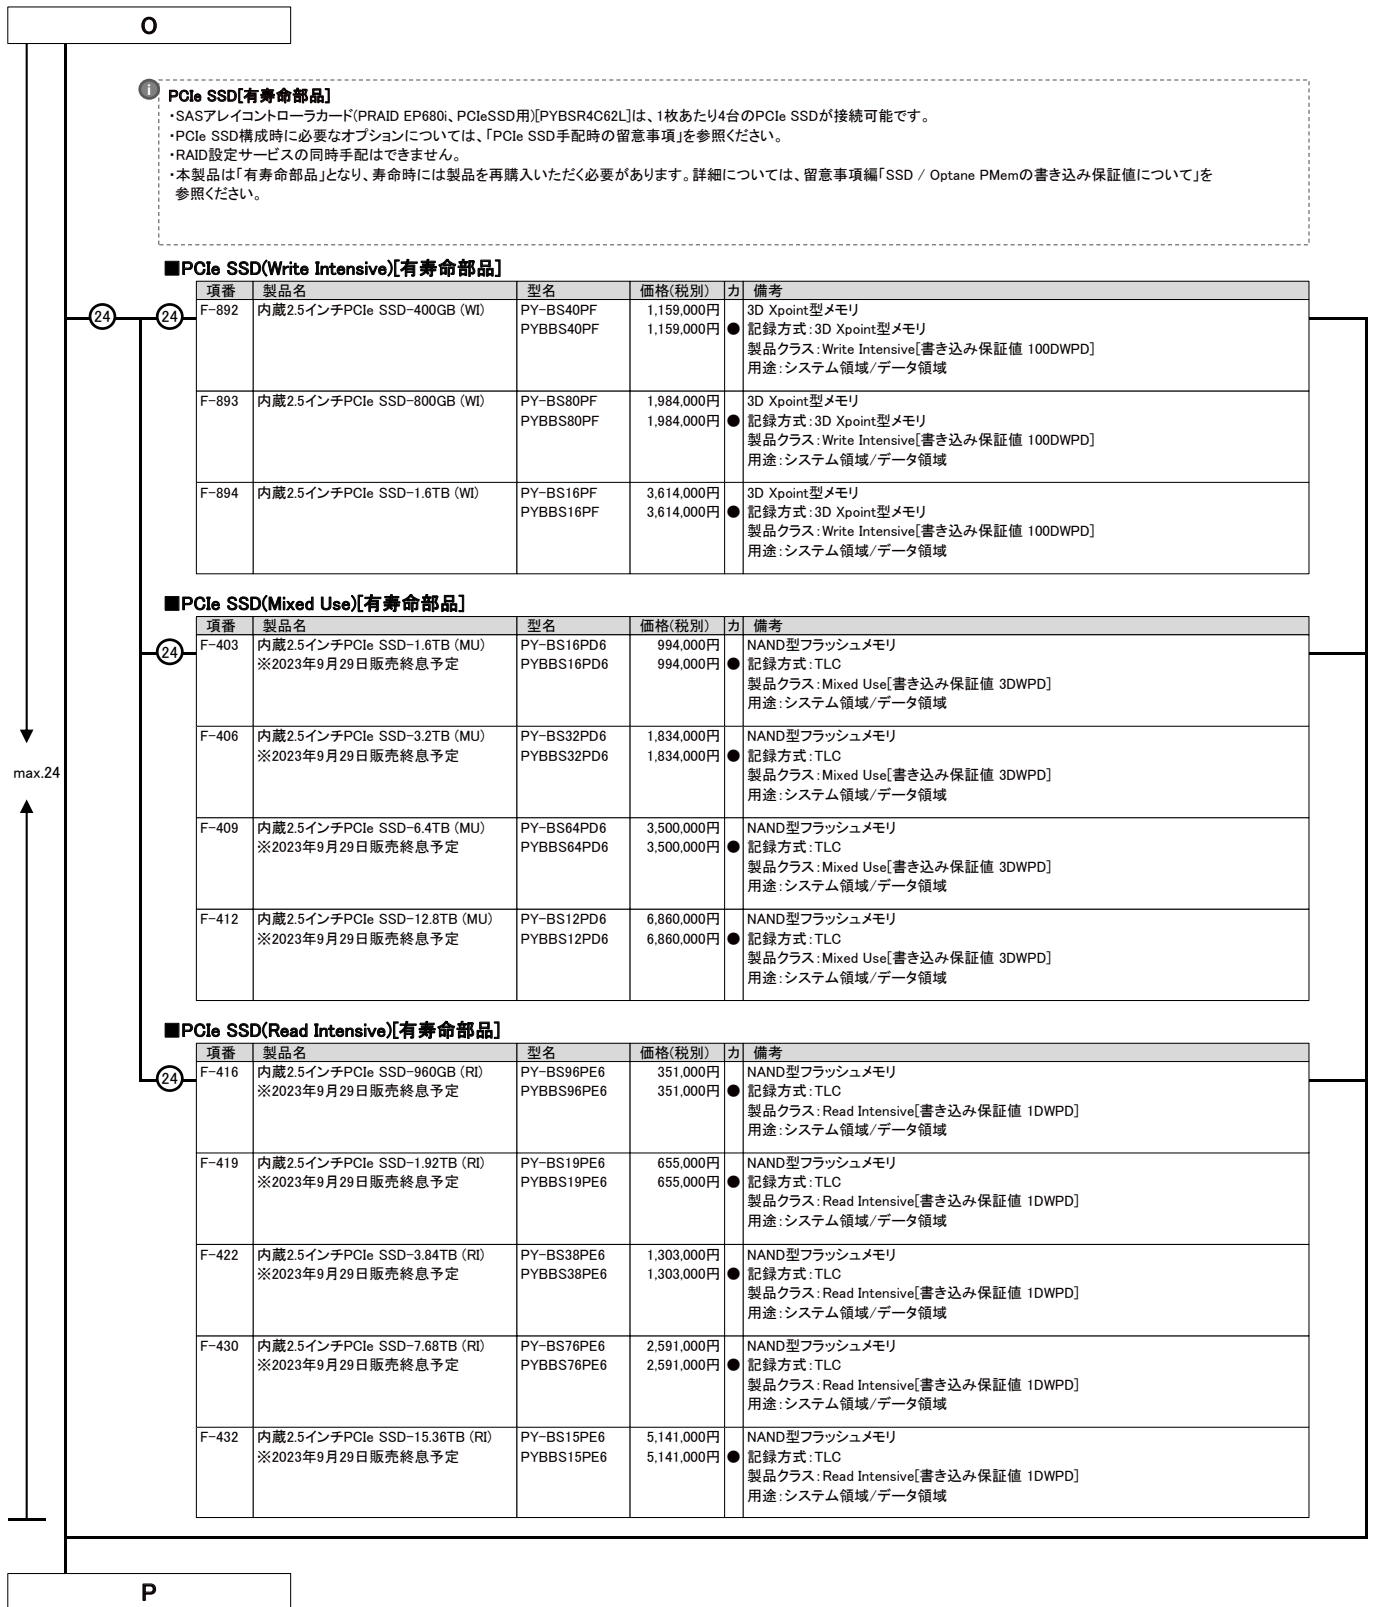 O
i
PCIe SSD[有寿命部品]
・SASアレイコントローラカード(PRAID EP680i、PCIeSSD用)[PYBSR4C62L]は、1枚あたり4台のPCIe SSDが接続可能です。
・PCIe SSD構成時に必要なオプションについては、「PCIe SSD手配時の留意事項」を参照ください。
・RAID設定サービスの同時手配はできません。
・本製品は「有寿命部品」となり、寿命時には製品を再購入いただく必要があります。詳細については、留意事項編「SSD / Optane PMemの書き込み保証値について」を
参照ください。
■PCIe SSD(Write Intensive)[有寿命部品]
項番 製品名 型名 価格(税別) カ 備考
24 24 F-892 内蔵2.5インチPCIe SSD-400GB (WI) PY-BS40PF 1,159,000円 3D Xpoint型メモリ
PYBBS40PF 1,159,000円 ● 記録方式:3D Xpoint型メモリ
製品クラス:Write Intensive[書き込み保証値 100DWPD]
用途:システム領域/データ領域
F-893 内蔵2.5インチPCIe SSD-800GB (WI) PY-BS80PF 1,984,000円 3D Xpoint型メモリ
PYBBS80PF 1,984,000円 ● 記録方式:3D Xpoint型メモリ
製品クラス:Write Intensive[書き込み保証値 100DWPD]
用途:システム領域/データ領域
F-894 内蔵2.5インチPCIe SSD-1.6TB (WI) PY-BS16PF 3,614,000円 3D Xpoint型メモリ
PYBBS16PF 3,614,000円 ● 記録方式:3D Xpoint型メモリ
製品クラス:Write Intensive[書き込み保証値 100DWPD]
用途:システム領域/データ領域
■PCIe SSD(Mixed Use)[有寿命部品]
項番 製品名 型名 価格(税別) カ 備考
24 F-403 内蔵2.5インチPCIe SSD-1.6TB (MU) PY-BS16PD6 994,000円 NAND型フラッシュメモリ
※2023年9月29日販売終息予定 PYBBS16PD6 994,000円 ● 記録方式:TLC
製品クラス:Mixed Use[書き込み保証値 3DWPD]
用途:システム領域/データ領域
F-406 内蔵2.5インチPCIe SSD-3.2TB (MU) PY-BS32PD6 1,834,000円 NAND型フラッシュメモリ
※2023年9月29日販売終息予定 PYBBS32PD6 1,834,000円 ● 記録方式:TLC
製品クラス:Mixed Use[書き込み保証値 3DWPD]
用途:システム領域/データ領域
max.24
F-409 内蔵2.5インチPCIe SSD-6.4TB (MU) PY-BS64PD6 3,500,000円 NAND型フラッシュメモリ
※2023年9月29日販売終息予定 PYBBS64PD6 3,500,000円 ● 記録方式:TLC
製品クラス:Mixed Use[書き込み保証値 3DWPD]
用途:システム領域/データ領域
F-412 内蔵2.5インチPCIe SSD-12.8TB (MU) PY-BS12PD6 6,860,000円 NAND型フラッシュメモリ
※2023年9月29日販売終息予定 PYBBS12PD6 6,860,000円 ● 記録方式:TLC
製品クラス:Mixed Use[書き込み保証値 3DWPD]
用途:システム領域/データ領域
■PCIe SSD(Read Intensive)[有寿命部品]
項番 製品名 型名 価格(税別) カ 備考
24 F-416 内蔵2.5インチPCIe SSD-960GB (RI) PY-BS96PE6 351,000円 NAND型フラッシュメモリ
※2023年9月29日販売終息予定 PYBBS96PE6 351,000円 ● 記録方式:TLC
製品クラス:Read Intensive[書き込み保証値 1DWPD]
用途:システム領域/データ領域
F-419 内蔵2.5インチPCIe SSD-1.92TB (RI) PY-BS19PE6 655,000円 NAND型フラッシュメモリ
※2023年9月29日販売終息予定 PYBBS19PE6 655,000円 ● 記録方式:TLC
製品クラス:Read Intensive[書き込み保証値 1DWPD]
用途:システム領域/データ領域
F-422 内蔵2.5インチPCIe SSD-3.84TB (RI) PY-BS38PE6 1,303,000円 NAND型フラッシュメモリ
※2023年9月29日販売終息予定 PYBBS38PE6 1,303,000円 ● 記録方式:TLC
製品クラス:Read Intensive[書き込み保証値 1DWPD]
用途:システム領域/データ領域
F-430 内蔵2.5インチPCIe SSD-7.68TB (RI) PY-BS76PE6 2,591,000円 NAND型フラッシュメモリ
※2023年9月29日販売終息予定 PYBBS76PE6 2,591,000円 ● 記録方式:TLC
製品クラス:Read Intensive[書き込み保証値 1DWPD]
用途:システム領域/データ領域
F-432 内蔵2.5インチPCIe SSD-15.36TB (RI) PY-BS15PE6 5,141,000円 NAND型フラッシュメモリ
※2023年9月29日販売終息予定 PYBBS15PE6 5,141,000円 ● 記録方式:TLC
製品クラス:Read Intensive[書き込み保証値 1DWPD]
用途:システム領域/データ領域
P